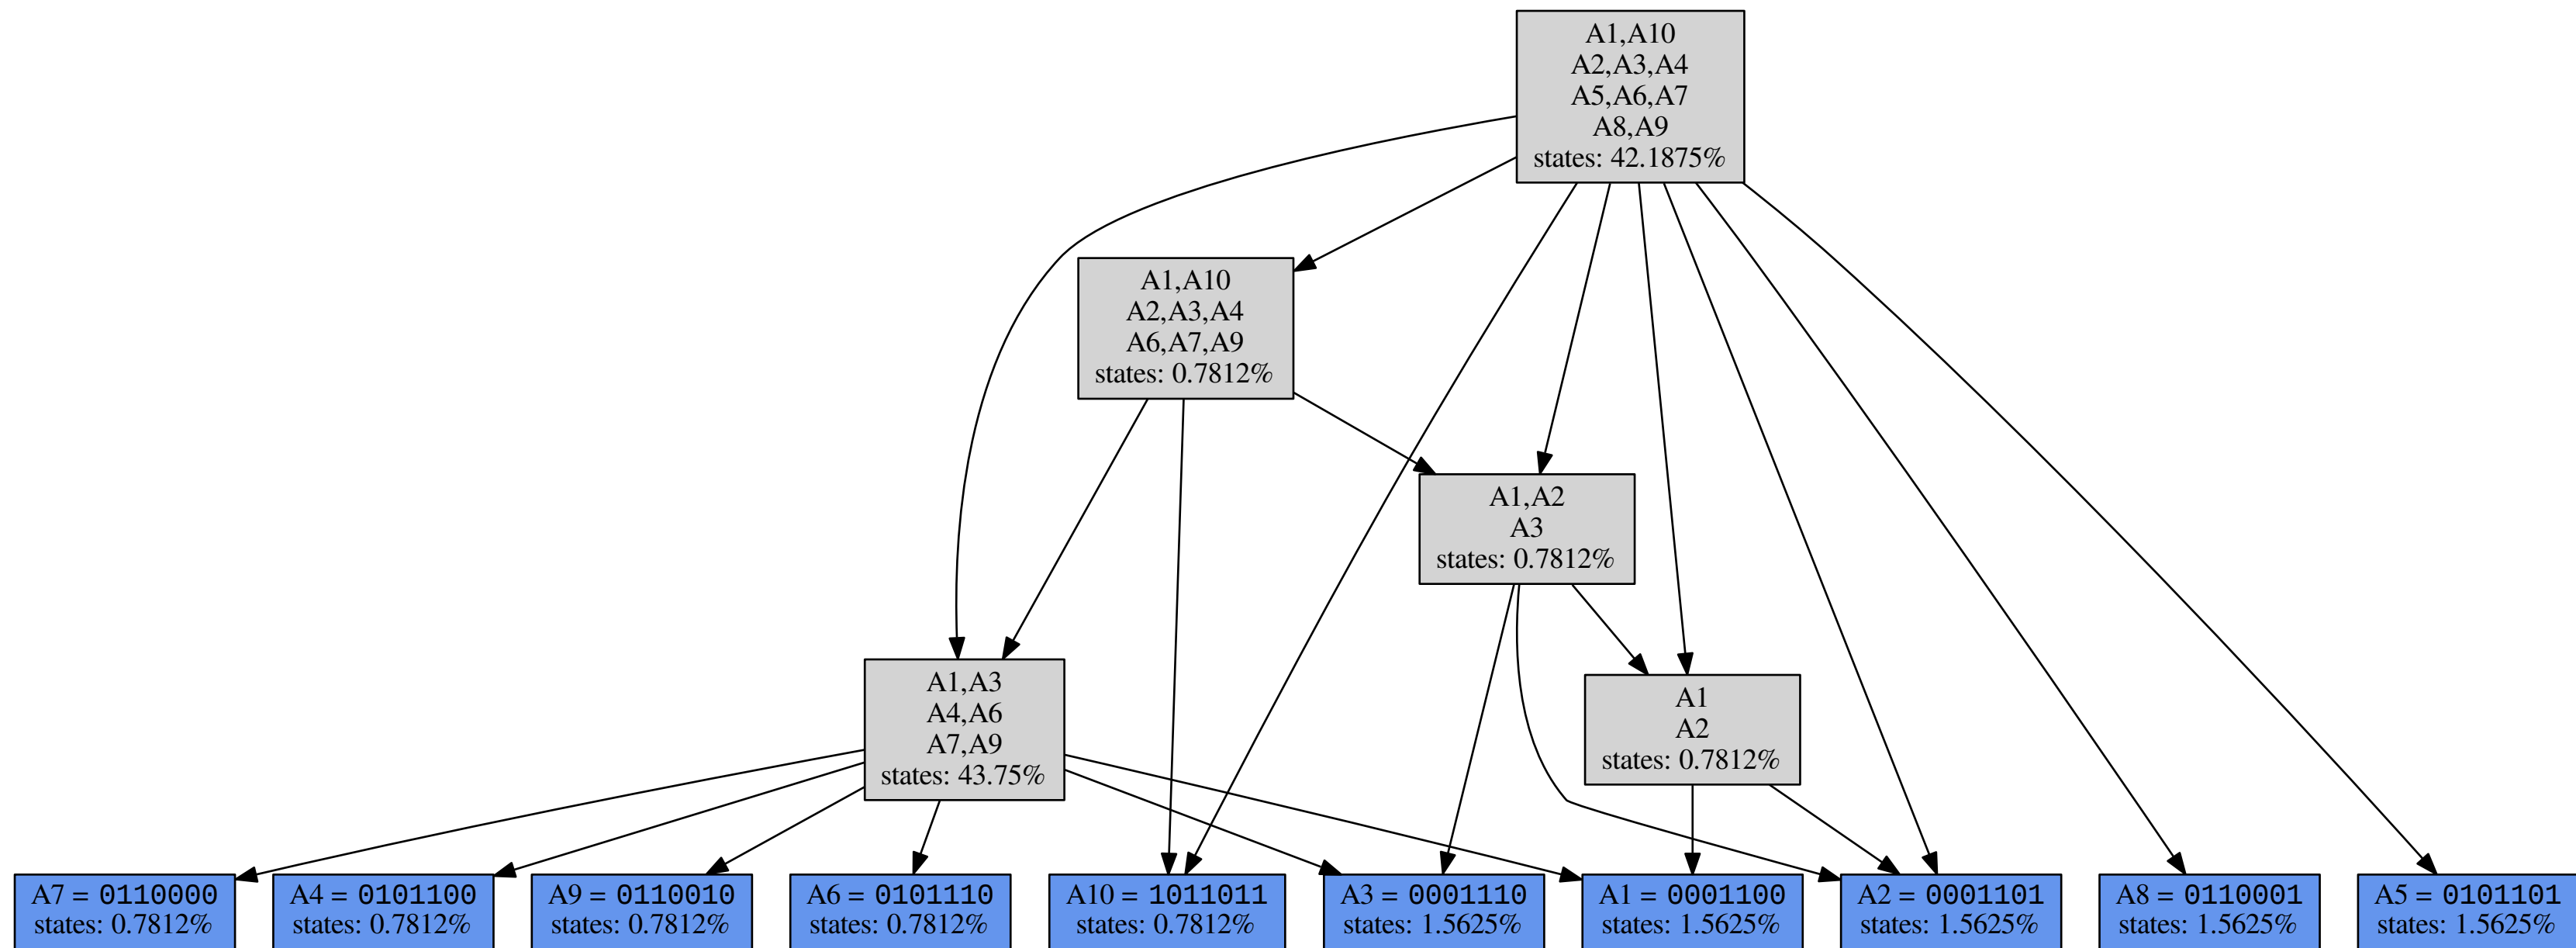 A1,A10
A2,A3,A4
A5,A6,A7
A8,A9
states: 42.1875%
A1,A10
A2,A3,A4
A6,A7,A9
states: 0.7812%
A1,A2
A3
states: 0.7812%
A1,A3
A4,A6
A7,A9
states: 43.75%
A1
A2
states: 0.7812%
A7 = 0110000
states: 0.7812%
A4 = 0101100
states: 0.7812%
A9 = 0110010
states: 0.7812%
A6 = 0101110
states: 0.7812%
A10 = 1011011
states: 0.7812%
A3 = 0001110
states: 1.5625%
A1 = 0001100
states: 1.5625%
A2 = 0001101
states: 1.5625%
A8 = 0110001
states: 1.5625%
A5 = 0101101
states: 1.5625%